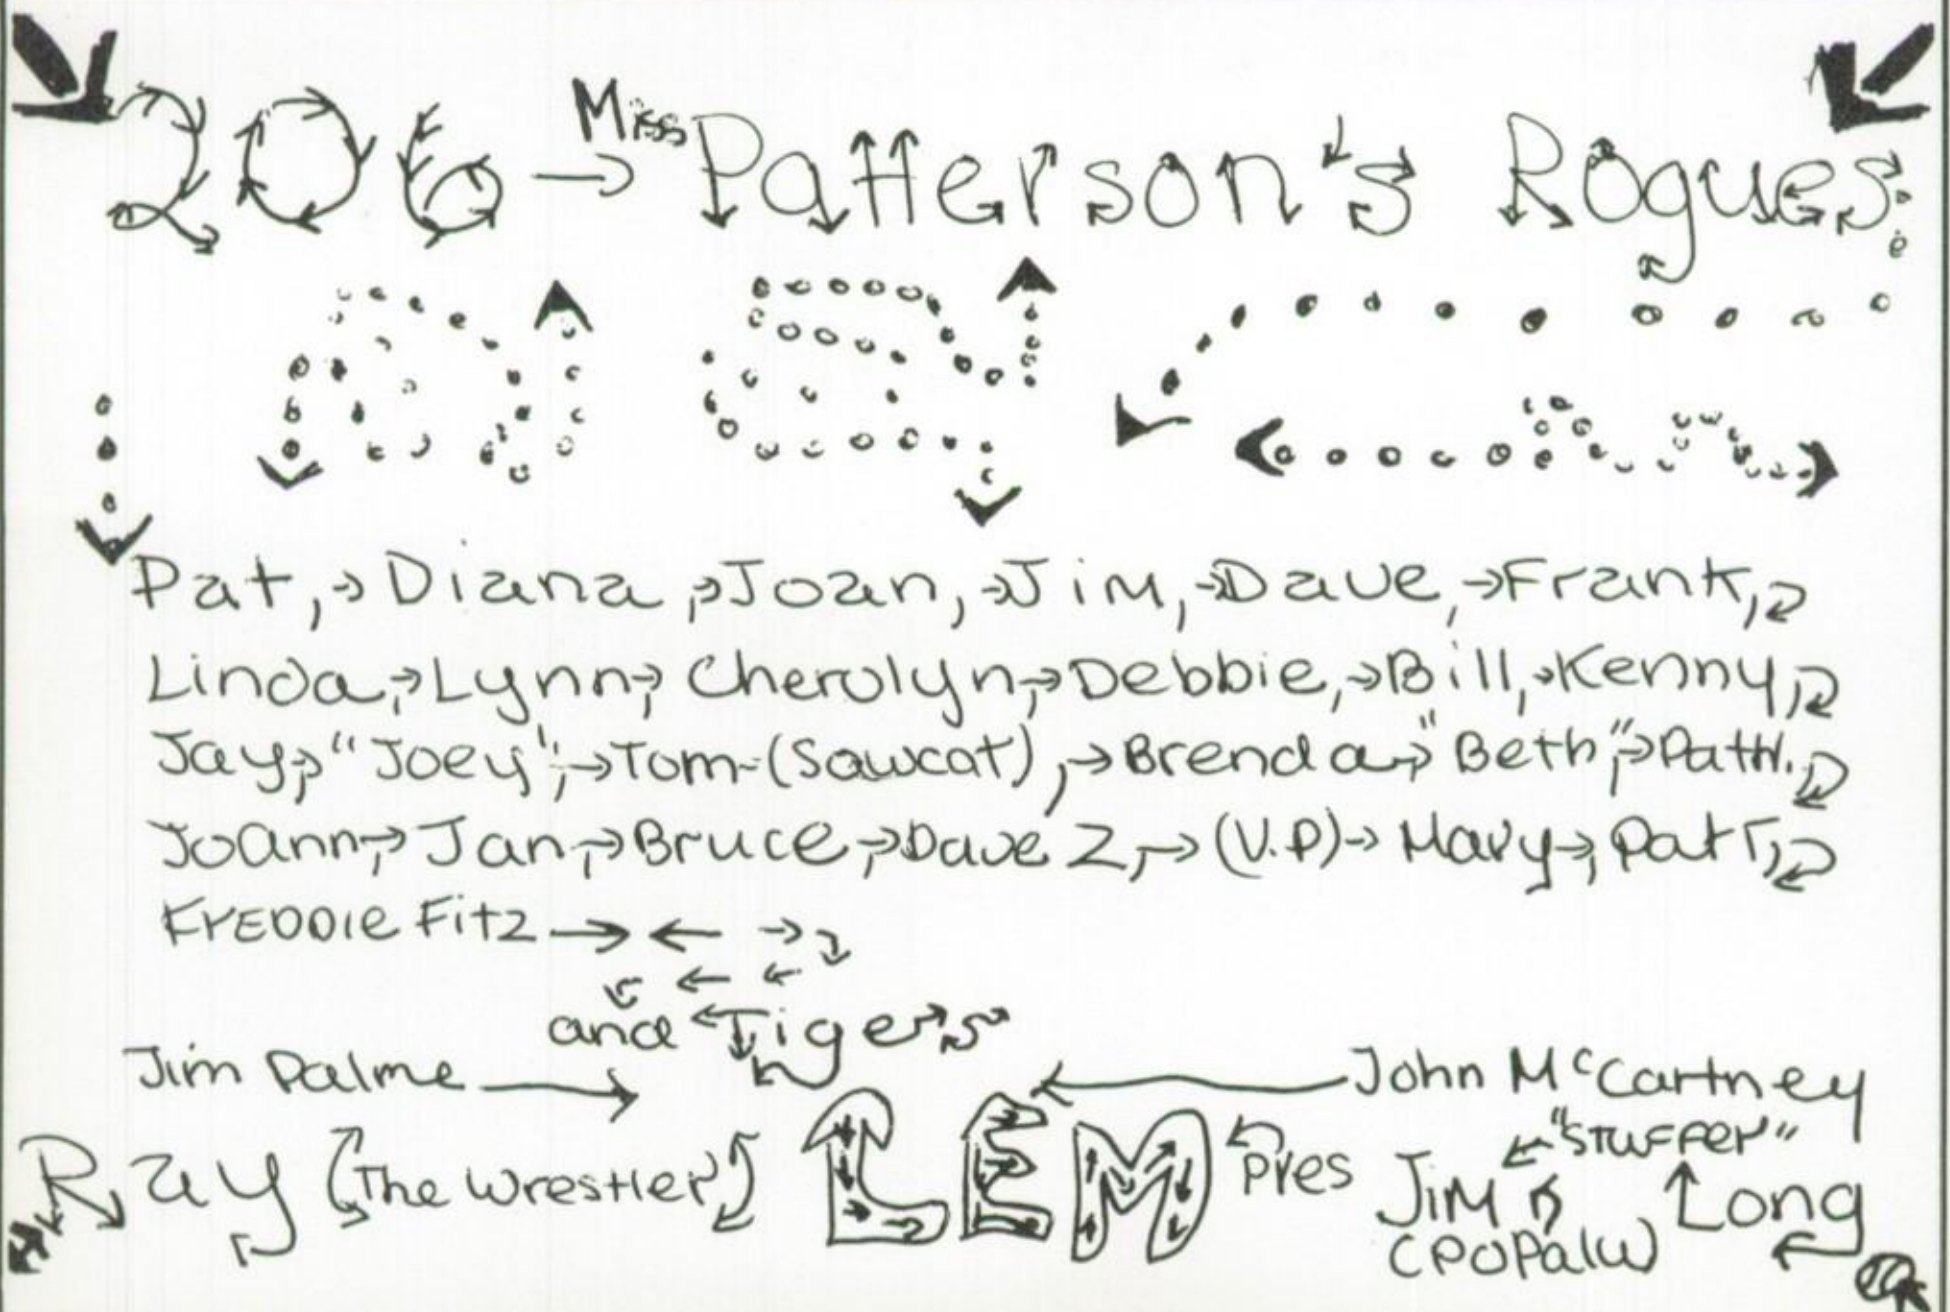 206 → Miss Patterson's Rogues:
Pat, → Diana, → Joan, → Jim, → Dave, → Frank,
Linda, → Lynn, → Cherolyn, → Debbie, → Bill, → Kenny,
Jay, → "Joey", → Tom-(Sawcat), → Brenda, → "Beth", → Patti.
JoAnn, → Jan, → Bruce, → Dave Z, → (V.P) → Mary, → Pat T,
FREDDIE Fitz → ← →
and Tigers
Jim Palme → ← John McCartney
Ray (The Wrestler) LEM pres Jim "STUFFER" Long
(POPalW)